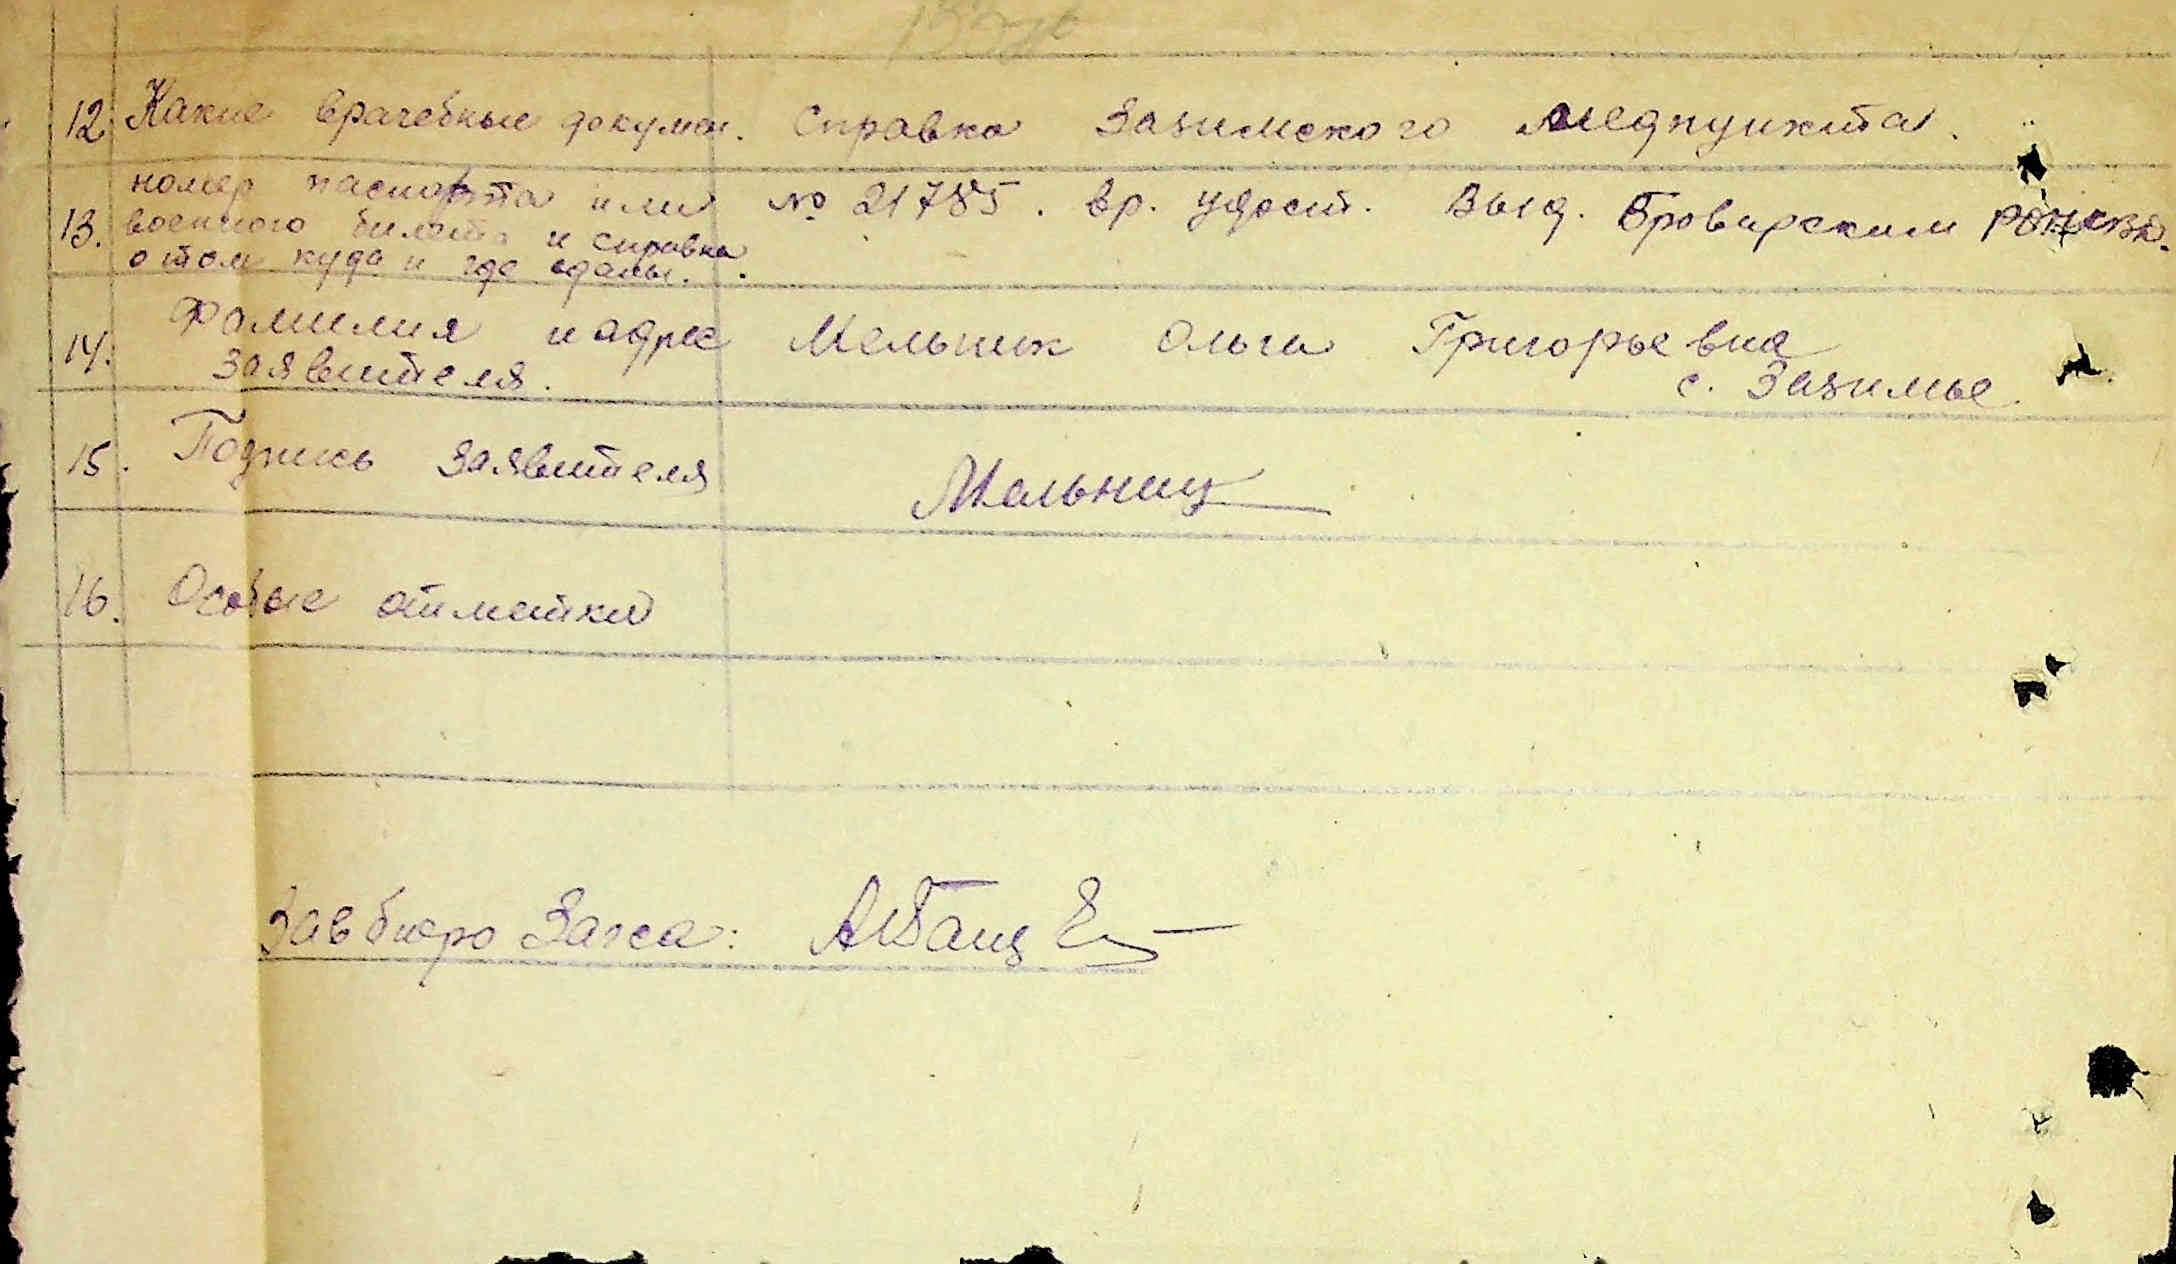 12. Какие врачебные докумен. Справка Зазимского медпункта.
номер паспорта или № 21785. вр. удост. выд. Броварским
13. военного билета и справка
о том куда и где сданы.
14. Фамилия и адрес Мельник Ольга Григорьевна
заявителя. с. Зазимье
15. Подпись заявителя Мельник
16. Особые отметки
Зав бюро Загса: